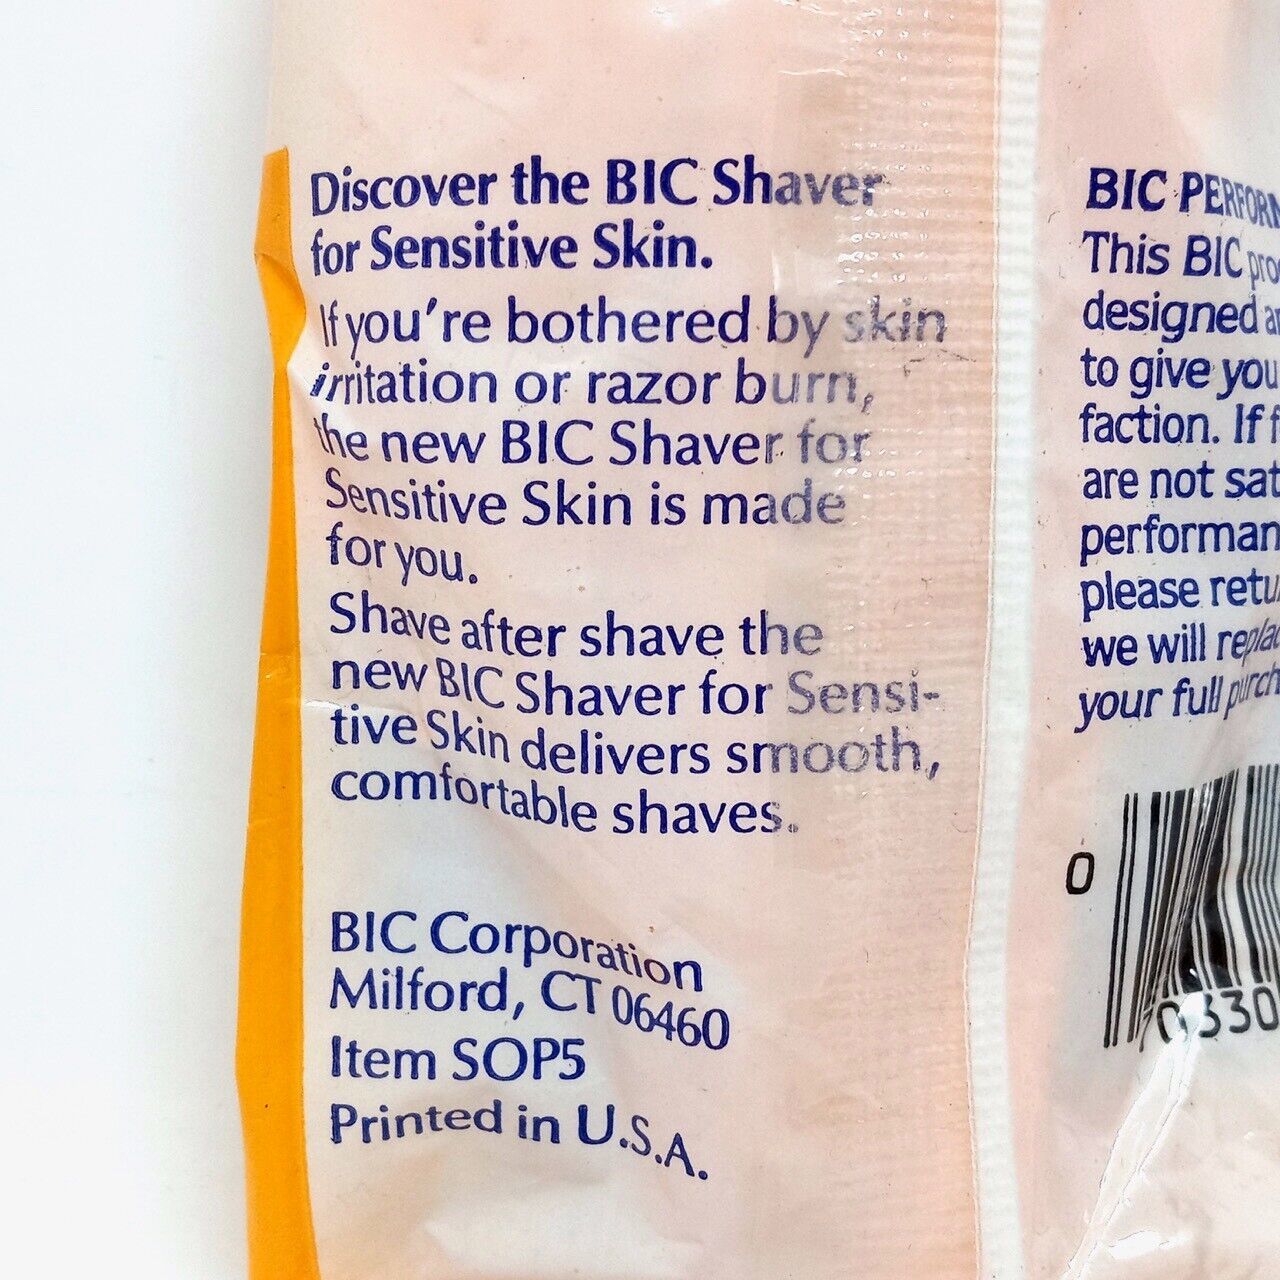 Discover the BIC Shaver
for Sensitive Skin.
If you're bothered by skin
irritation or razor burn,
the new BIC Shaver for
Sensitive Skin is made
for you.
Shave after shave the
new BIC Shaver for Sensi-
tive Skin delivers smooth,
comfortable shaves.
BIC Corporation
Milford, CT 06460
Item SOP5
Printed in U.S.A.
BIC
This BIC
designed
to give you
faction. If
are not
please
we will
your full
0